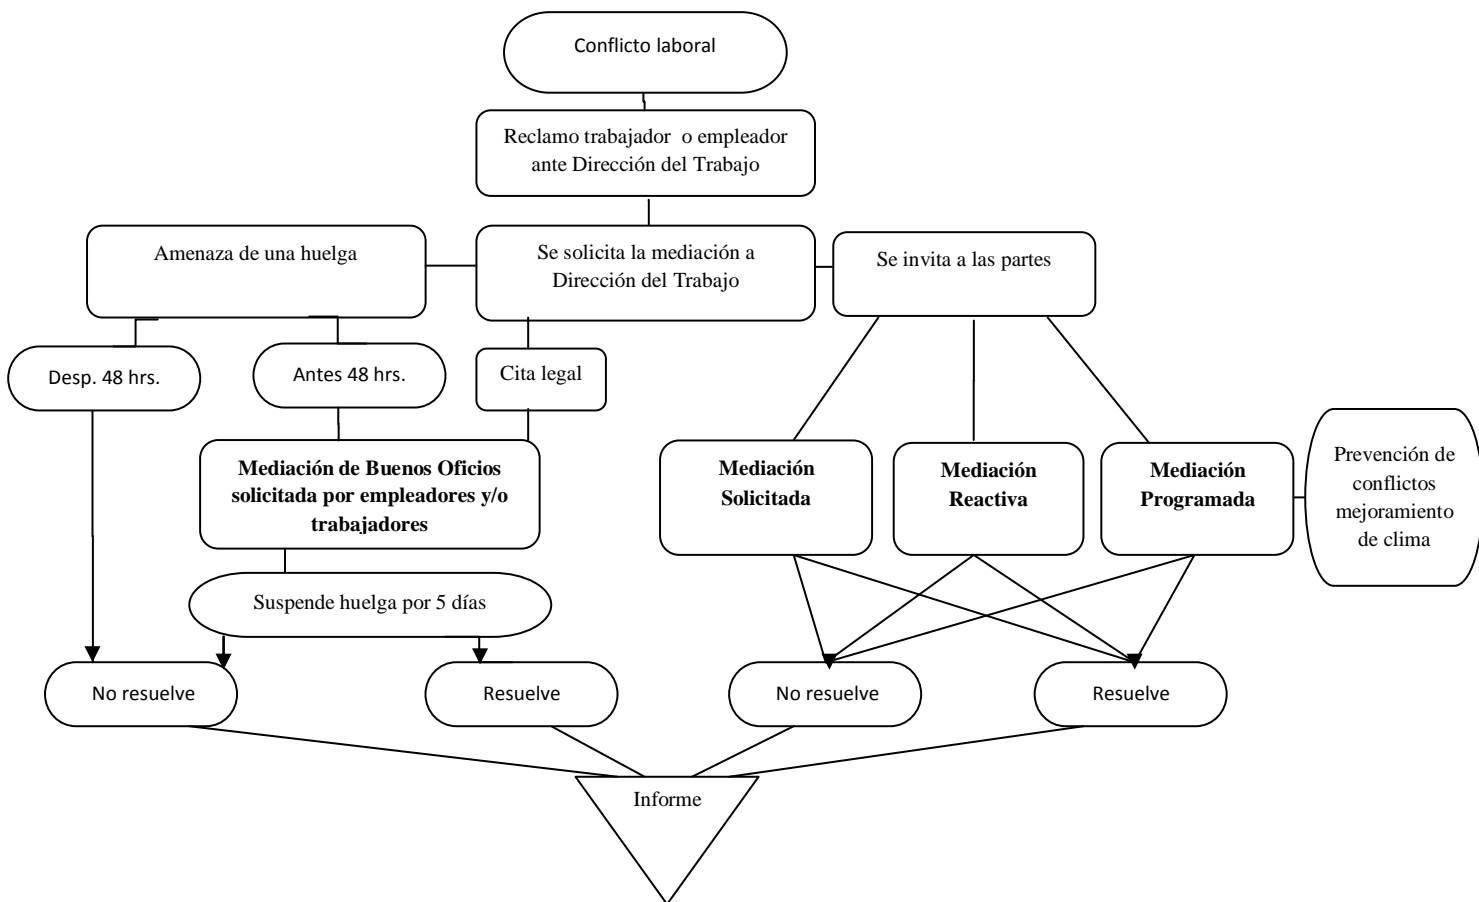 Conflicto laboral
Reclamo trabajador o empleador
ante Dirección del Trabajo
Amenaza de una huelga
Se solicita la mediación a
Dirección del Trabajo
Se invita a las partes
Desp. 48 hrs.
Antes 48 hrs.
Cita legal
Mediación de Buenos Oficios
solicitada por empleadores y/o
trabajadores
Mediación
Solicitada
Mediación
Reactiva
Mediación
Programada
Prevención de
conflictos
mejoramiento
de clima
Suspende huelga por 5 días
No resuelve
Resuelve
No resuelve
Resuelve
Informe